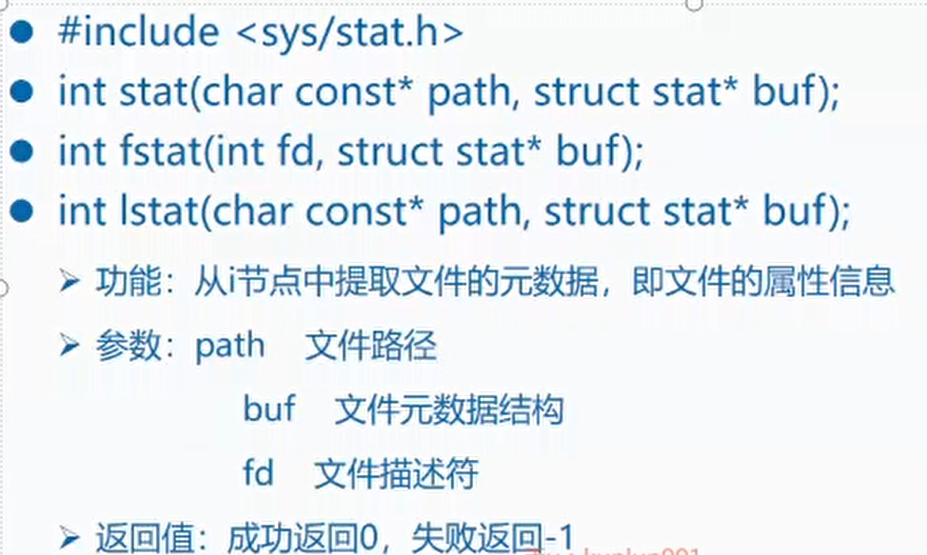 ● #include <sys/stat.h>
● int stat(char const* path, struct stat* buf);
● int fstat(int fd, struct stat* buf);
● int lstat(char const* path, struct stat* buf);
➢ 功能：从i节点中提取文件的元数据，即文件的属性信息
➢ 参数：path 文件路径
buf 文件元数据结构
fd 文件描述符
➢ 返回值：成功返回0，失败返回-1